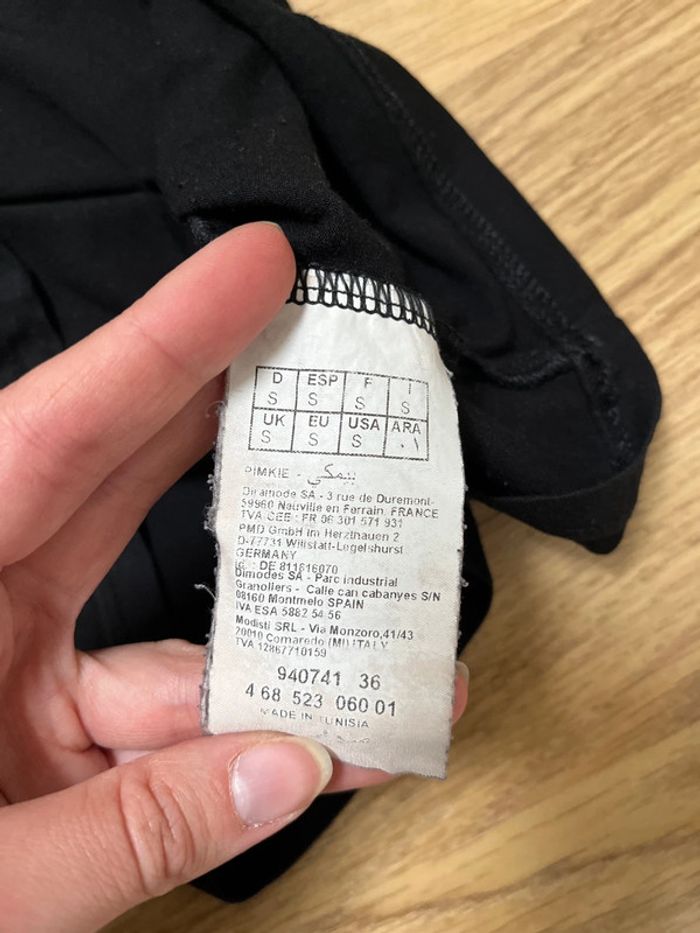 D ESP F I
S S S S
UK EU USA ARA
S S S ٠١
PIMKIE - بيمكي
Diramode SA - 3 rue de Duremont-
59960 Neuville en Ferrain. FRANCE
TVA CEE : FR 06 301 571 931
PMD GmbH im Herzthauen 2
D-77731 Willstatt-Legelshurst
GERMANY
DE 811616070
Dimodes SA - Parc Industrial
Granollers - Calle can cabanyes S/N
08160 Montmelo SPAIN
IVA ESA 5882 54 56
Modisti SRL - Via Monzoro,41/43
20010 Cornaredo (MI) ITALY
TVA 12867710159
940741 36
4 68 523 060 01
MADE IN TUNISIA